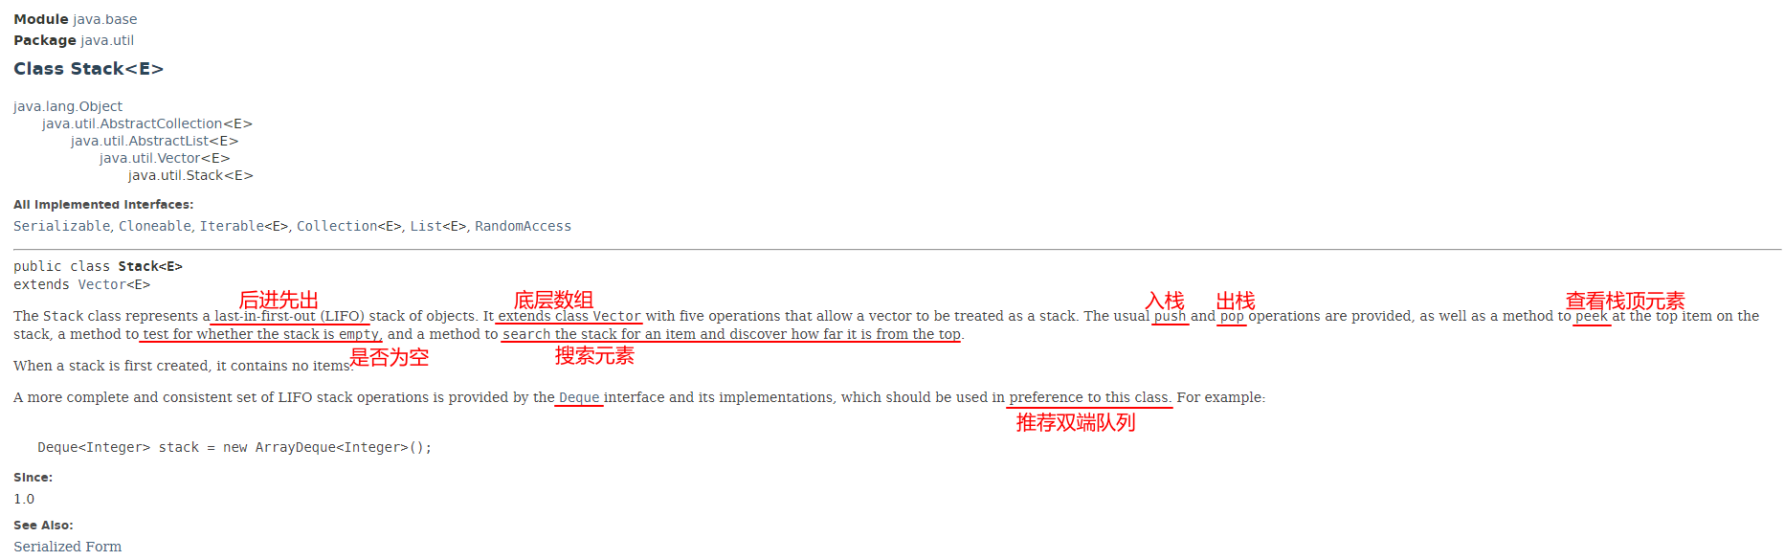 Module java.base
Package java.util
Class Stack<E>
java.lang.Object
java.util.AbstractCollection<E>
java.util.AbstractList<E>
java.util.Vector<E>
java.util.Stack<E>
All Implemented Interfaces:
Serializable, Cloneable, Iterable<E>, Collection<E>, List<E>, RandomAccess
public class Stack<E>
extends Vector<E>
后进先出 底层数组 入栈 出栈 查看栈顶元素
The Stack class represents a last-in-first-out (LIFO) stack of objects. It extends class Vector with five operations that allow a vector to be treated as a stack. The usual push and pop operations are provided, as well as a method to peek at the top item on the
stack, a method to test for whether the stack is empty, and a method to search the stack for an item and discover how far it is from the top.
是否为空 搜索元素
When a stack is first created, it contains no items.
A more complete and consistent set of LIFO stack operations is provided by the Deque interface and its implementations, which should be used in preference to this class. For example:
推荐双端队列
Deque<Integer> stack = new ArrayDeque<Integer>();
Since:
1.0
See Also:
Serialized Form